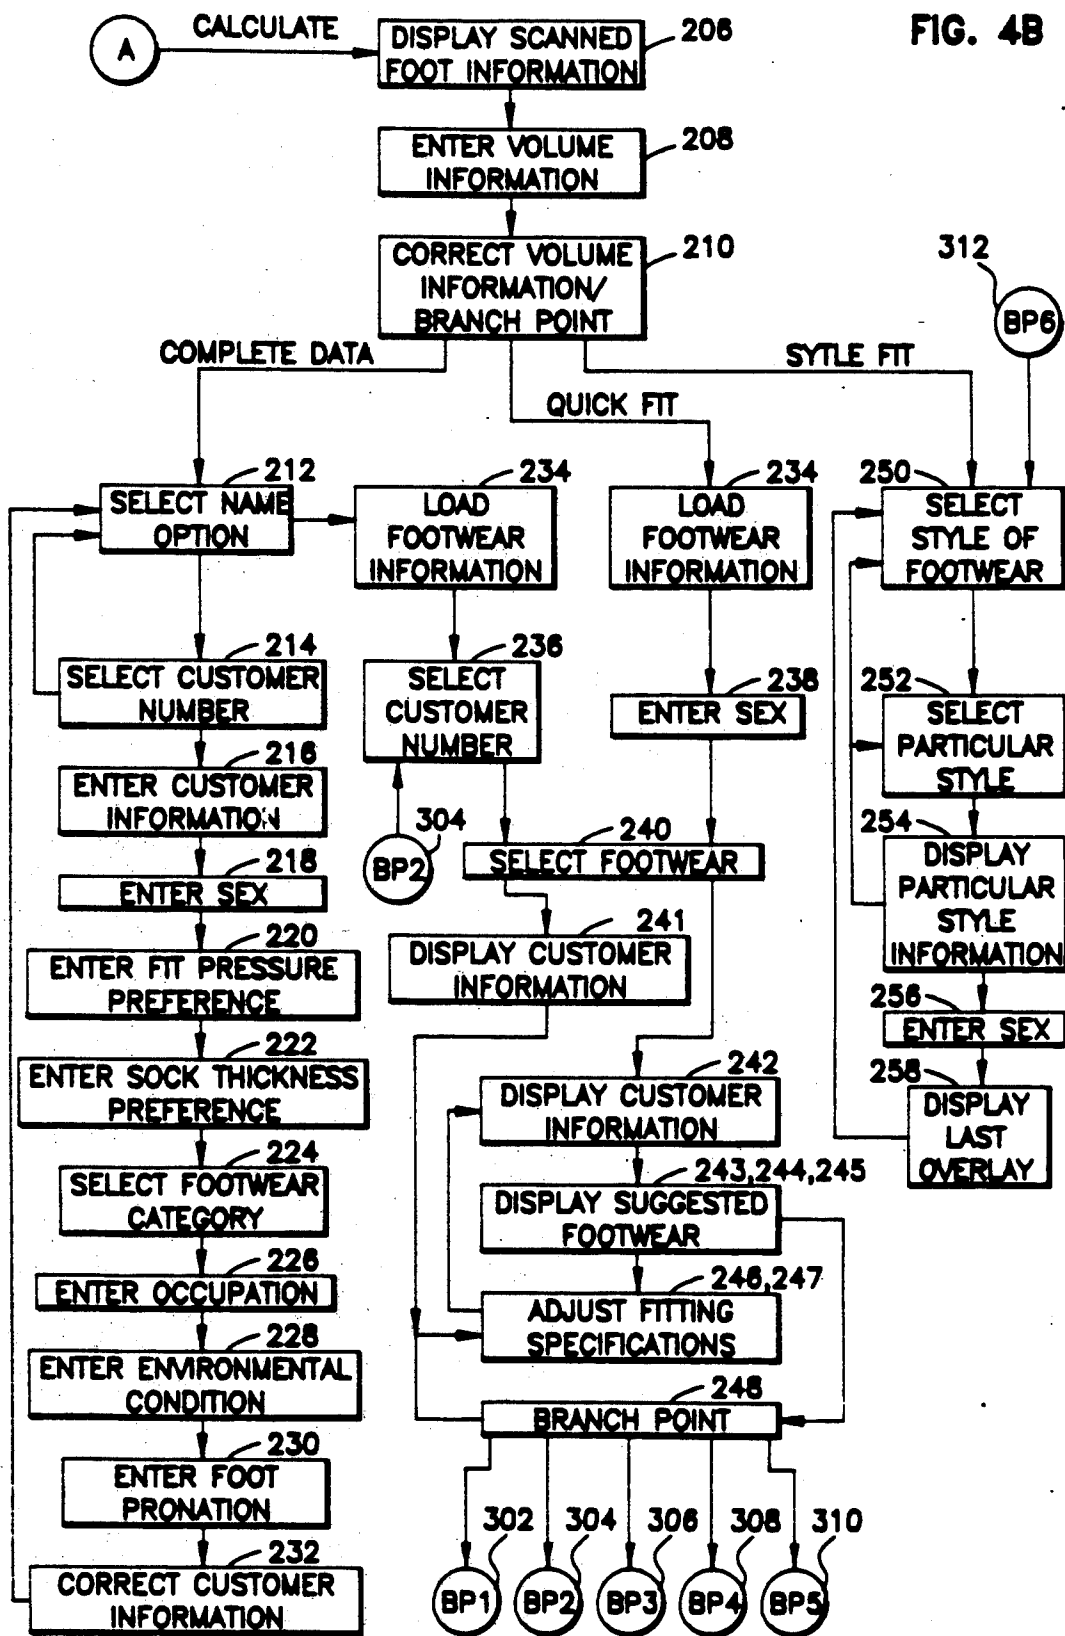 FIG. 4B
A
CALCULATE
DISPLAY SCANNED
FOOT INFORMATION
206
ENTER VOLUME
INFORMATION
208
CORRECT VOLUME
INFORMATION/
BRANCH POINT
210
312
BP6
COMPLETE DATA
QUICK FIT
SYTLE FIT
212
SELECT NAME
OPTION
234
LOAD
FOOTWEAR
INFORMATION
234
LOAD
FOOTWEAR
INFORMATION
250
SELECT
STYLE OF
FOOTWEAR
214
SELECT CUSTOMER
NUMBER
236
SELECT
CUSTOMER
NUMBER
238
ENTER SEX
252
SELECT
PARTICULAR
STYLE
216
ENTER CUSTOMER
INFORMATION
304
BP2
240
SELECT FOOTWEAR
254
DISPLAY
PARTICULAR
STYLE
INFORMATION
218
ENTER SEX
241
DISPLAY CUSTOMER
INFORMATION
220
ENTER FIT PRESSURE
PREFERENCE
256
ENTER SEX
222
ENTER SOCK THICKNESS
PREFERENCE
242
DISPLAY CUSTOMER
INFORMATION
258
DISPLAY
LAST
OVERLAY
224
SELECT FOOTWEAR
CATEGORY
243,244,245
DISPLAY SUGGESTED
FOOTWEAR
226
ENTER OCCUPATION
246,247
ADJUST FITTING
SPECIFICATIONS
228
ENTER ENVIRONMENTAL
CONDITION
248
BRANCH POINT
230
ENTER FOOT
PRONATION
232
CORRECT CUSTOMER
INFORMATION
302
BP1
304
BP2
306
BP3
308
BP4
310
BP5